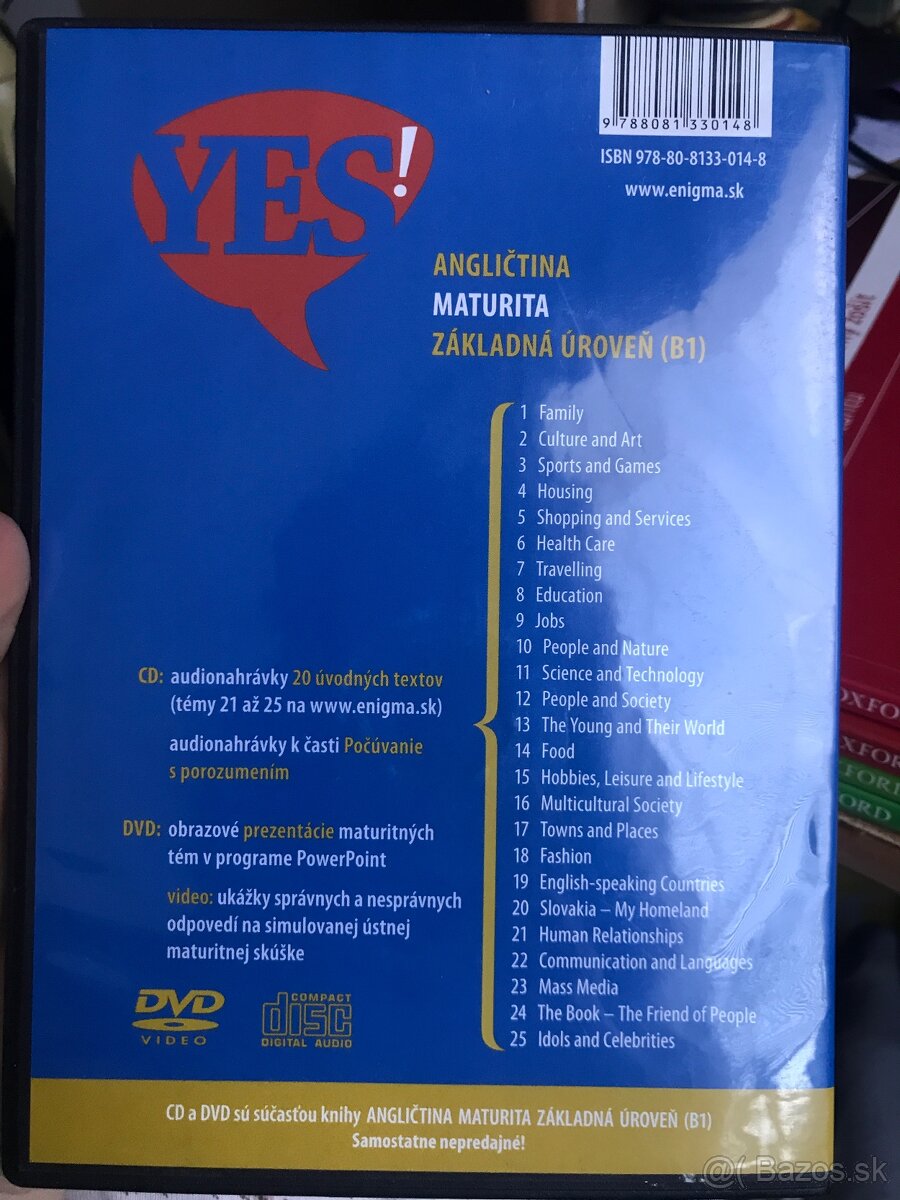 9 788081 330148
ISBN 978-80-8133-014-8
www.enigma.sk
YES!
ANGLIČTINA
MATURITA
ZÁKLADNÁ ÚROVEŇ (B1)
1 Family
2 Culture and Art
3 Sports and Games
4 Housing
5 Shopping and Services
6 Health Care
7 Travelling
8 Education
9 Jobs
10 People and Nature
11 Science and Technology
12 People and Society
13 The Young and Their World
14 Food
15 Hobbies, Leisure and Lifestyle
16 Multicultural Society
17 Towns and Places
18 Fashion
19 English-speaking Countries
20 Slovakia – My Homeland
21 Human Relationships
22 Communication and Languages
23 Mass Media
24 The Book – The Friend of People
25 Idols and Celebrities
CD: audionahrávky 20 úvodných textov
(témy 21 až 25 na www.enigma.sk)
audionahrávky k časti Počúvanie
s porozumením
DVD: obrazové prezentácie maturitných
tém v programe PowerPoint
video: ukážky správnych a nesprávnych
odpovedí na simulovanej ústnej
maturitnej skúške
DVD
VIDEO
COMPACT
disc
DIGITAL AUDIO
CD a DVD sú súčasťou knihy ANGLIČTINA MATURITA ZÁKLADNÁ ÚROVEŇ (B1)
Samostatne nepredajné!
@( Bazos.sk